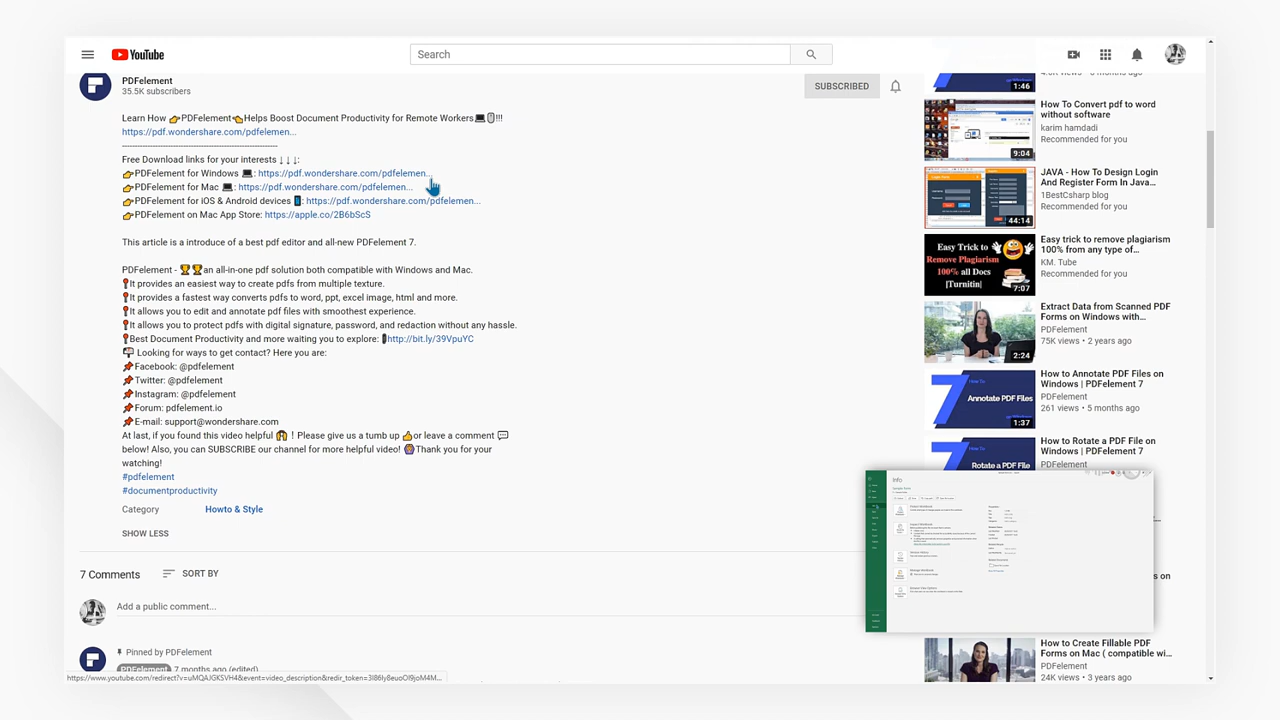 YouTube
Search
PDFelement
35.5K subscribers
SUBSCRIBED
Learn How 👉PDFelement👈Helps Boost Document Productivity for Remote Workers💻🖱!!!
https://pdf.wondershare.com/pdfelemen...
Free Download links for your interests ↓ ↓ ↓:
👉PDFelement for Windows 💻: https://pdf.wondershare.com/pdfelemen...
👉PDFelement for Mac 💻: https://pdf.wondershare.com/pdfelemen...
👉PDFelement for iOS & Android devices 📱: https://pdf.wondershare.com/pdfelemen...
👉PDFelement on Mac App Store: https://apple.co/2B6bScS
This article is a introduce of a best pdf editor and all-new PDFelement 7.
PDFelement - 🏆🏆an all-in-one pdf solution both compatible with Windows and Mac.
📍It provides an easiest way to create pdfs from multiple texture.
📍It provides a fastest way converts pdfs to word, ppt, excel image, html and more.
📍It allows you to edit and annotate pdf files with smoothest experience.
📍It allows you to protect pdfs with digital signature, password, and redaction without any hassle.
📍Best Document Productivity and more waiting you to explore: 📱http://bit.ly/39VpuYC
📬 Looking for ways to get contact? Here you are:
📌Facebook: @pdfelement
📌Twitter: @pdfelement
📌Instagram: @pdfelement
📌Forum: pdfelement.io
📌E-mail: support@wondershare.com
At last, if you found this video helpful 🙌 ! Please give us a tumb up 👍or leave a comment 💬
below! Also, you can SUBSCRIBE our channel for more helpful video! 🙆Thank you for your
watching!
#pdfelement
#documentproductivity
Category Howto & Style
SHOW LESS
7 Comments SORT B
Add a public comment...
Pinned by PDFelement
PDFelement 7 months ago (edited)
https://www.youtube.com/redirect?v=uMQAJGKSVH4&event=video_description&redir_token=3I86Iy8euoOl9joM4M...
1:46
How To Convert pdf to word
without software
karim hamdadi
Recommended for you
9:04
JAVA - How To Design Login
And Register Form In Java...
1BestCsharp blog
Recommended for you
44:14
Easy Trick to
Remove Plagiarism
100% all Docs
[Turnitin]
7:07
Easy trick to remove plagiarism
100% from any type of...
KM. Tube
Recommended for you
Extract Data from Scanned PDF
Forms on Windows with...
PDFelement
75K views • 2 years ago
2:24
7 How To
Annotate PDF Files
1:37
How to Annotate PDF Files on
Windows | PDFelement 7
PDFelement
261 views • 5 months ago
7 How To
Rotate a PDF File
How to Rotate a PDF File on
Windows | PDFelement 7
PDFelement
Info
How to Create Fillable PDF
Forms on Mac ( compatible wi...
PDFelement
24K views • 3 years ago